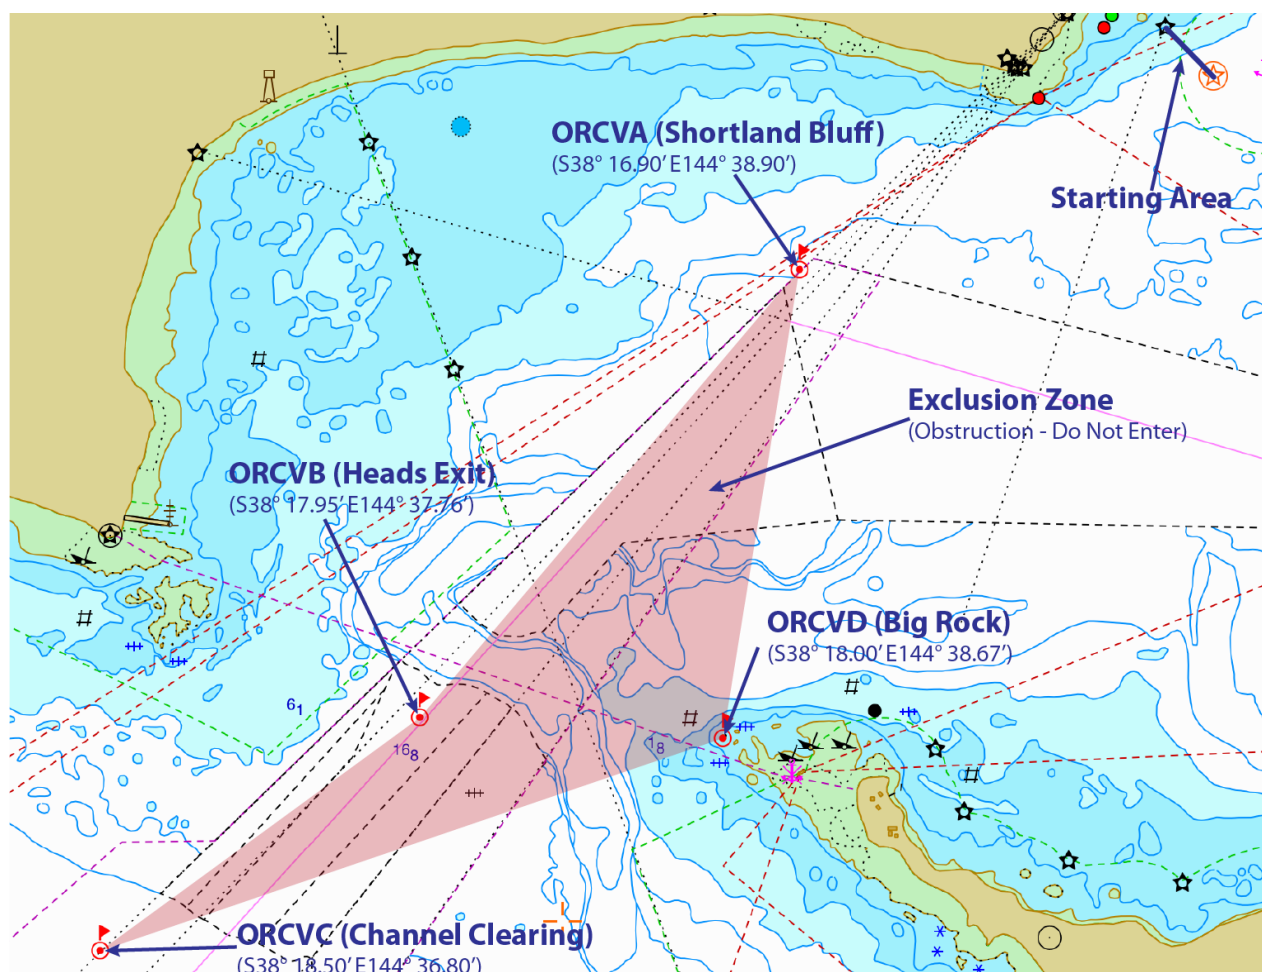 ORCVA (Shortland Bluff)
(S38° 16.90′ E144° 38.90′)
Starting Area
Exclusion Zone
(Obstruction - Do Not Enter)
ORCVB (Heads Exit)
(S38° 17.95′ E144° 37.76′)
ORCVD (Big Rock)
(S38° 18.00′ E144° 38.67′)
6₁
16₈
1₈
ORCVC (Channel Clearing)
(S38° 18.50′ E144° 36.80′)